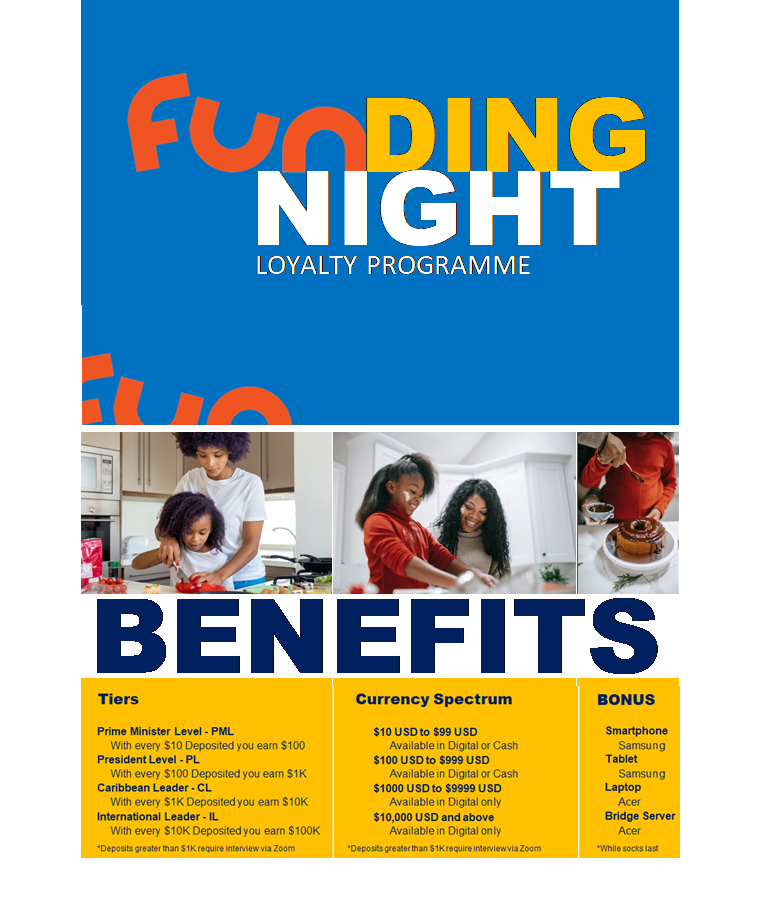 FUNDING
NIGHT
LOYALTY PROGRAMME
FUN
BENEFITS
Tiers
Prime Minister Level - PML
With every $10 Deposited you earn $100
President Level - PL
With every $100 Deposited you earn $1K
Caribbean Leader - CL
With every $1K Deposited you earn $10K
International Leader - IL
With every $10K Deposited you earn $100K
*Deposits greater than $1K require interview via Zoom
Currency Spectrum
$10 USD to $99 USD
Available in Digital or Cash
$100 USD to $999 USD
Available in Digital or Cash
$1000 USD to $9999 USD
Available in Digital only
$10,000 USD and above
Available in Digital only
*Deposits greater than $1K require interview via Zoom
BONUS
Smartphone
Samsung
Tablet
Samsung
Laptop
Acer
Bridge Server
Acer
*While socks last